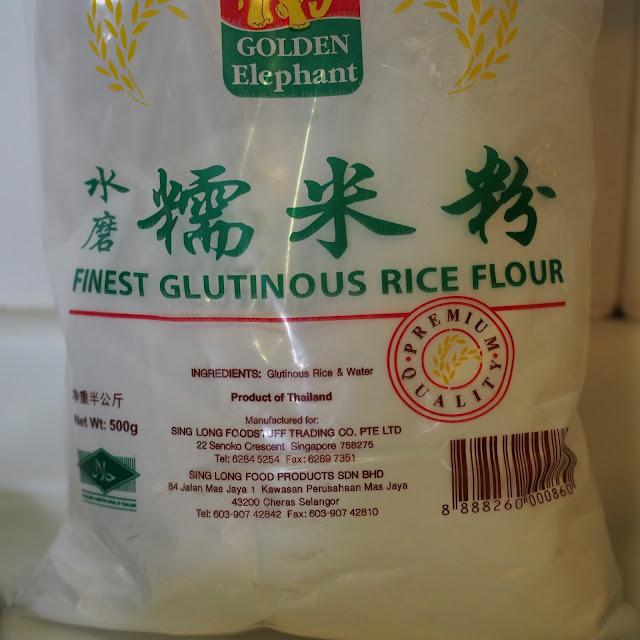 GOLDEN
Elephant
水磨
糯米粉
FINEST GLUTINOUS RICE FLOUR
PREMIUM QUALITY
INGREDIENTS: Glutinous Rice & Water
Product of Thailand
净重半公斤
Net Wt: 500g
Manufactured for:
SING LONG FOODSTUFF TRADING CO. PTE LTD
22 Senoko Crescent Singapore 758275
Tel: 6284 5254 Fax: 6289 7351
SING LONG FOOD PRODUCTS SDN BHD
84 Jalan Mas Jaya 1 Kawasan Perusahaan Mas Jaya
43200 Cheras Selangor
Tel: 603-907 42842 Fax: 603-907 42810
8 888260 000860